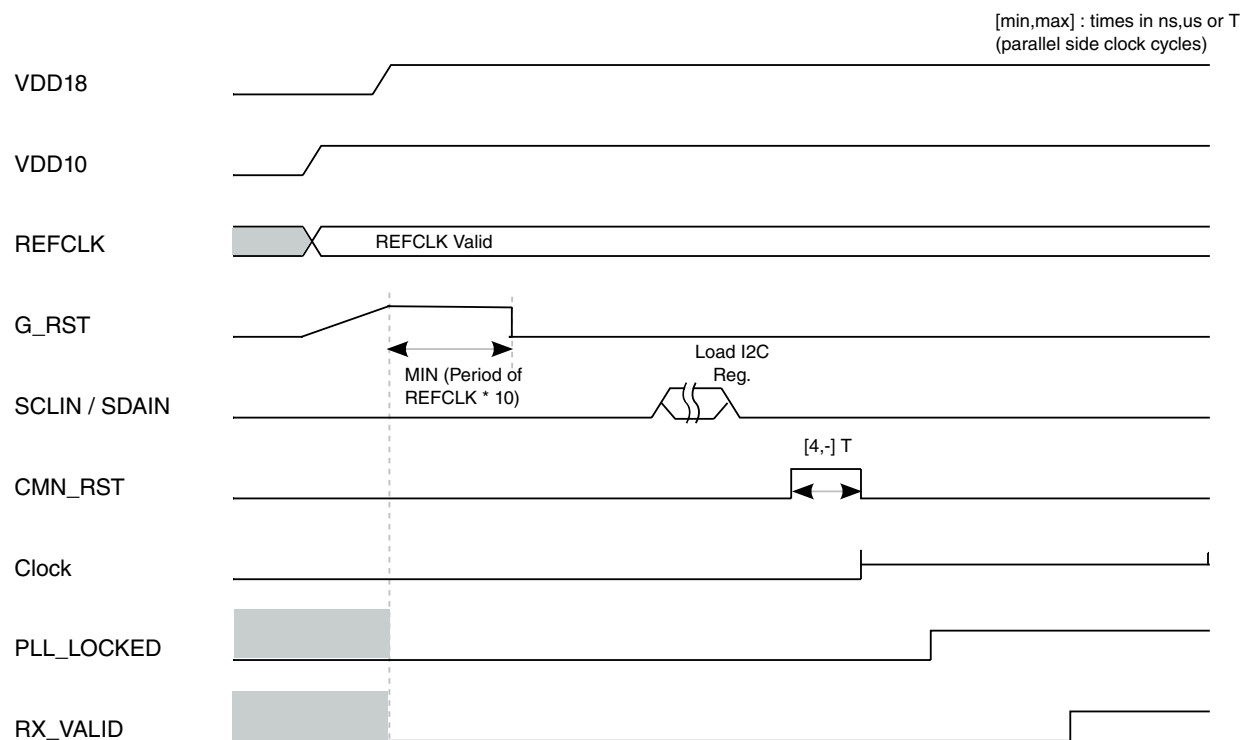 [min,max] : times in ns,us or T
(parallel side clock cycles)
VDD18
VDD10
REFCLK
REFCLK Valid
G_RST
MIN (Period of
REFCLK * 10)
Load I2C
Reg.
SCLIN / SDAIN
[4,-] T
CMN_RST
Clock
PLL_LOCKED
RX_VALID